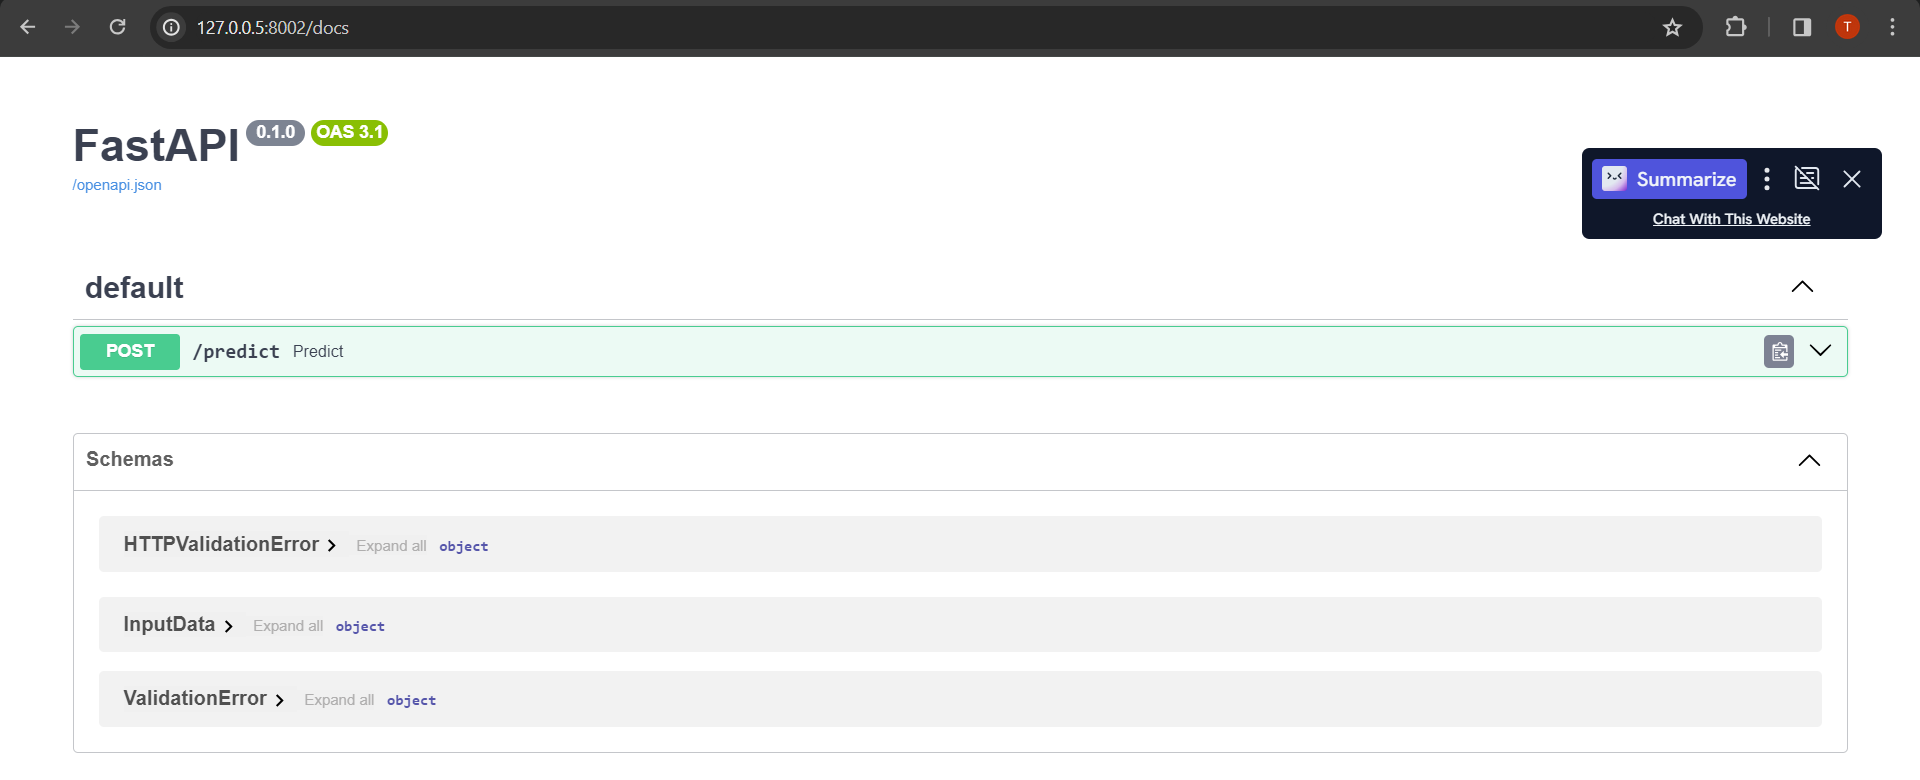 127.0.0.5:8002/docs
T
FastAPI 0.1.0 OAS 3.1
/openapi.json
Summarize
Chat With This Website
default
POST /predict Predict
Schemas
HTTPValidationError Expand all object
InputData Expand all object
ValidationError Expand all object